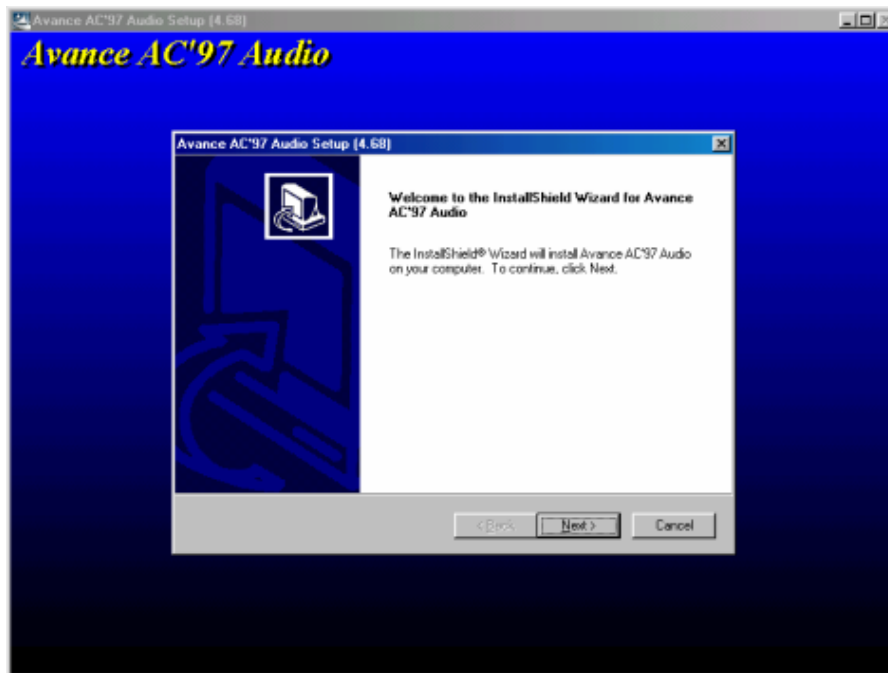 Avance AC'97 Audio Setup (4.68)
Avance AC'97 Audio
Avance AC'97 Audio Setup (4.68)
Welcome to the InstallShield Wizard for Avance
AC'97 Audio
The InstallShield® Wizard will install Avance AC'97 Audio
on your computer. To continue, click Next.
< Back Next > Cancel